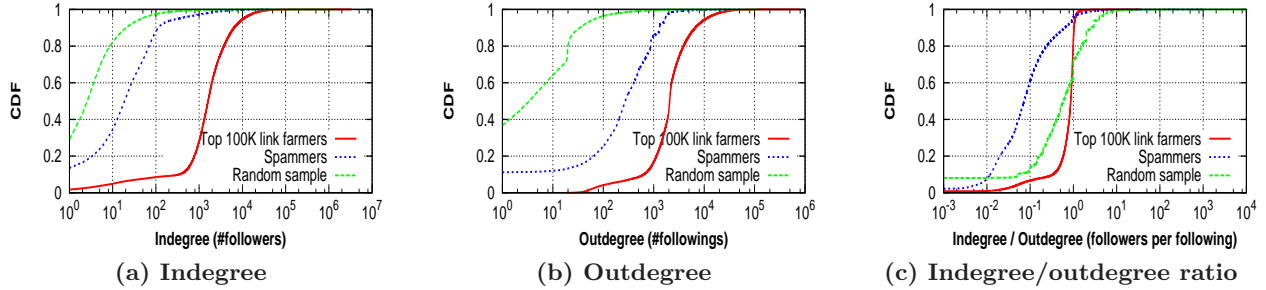 CDF
1
0.8
0.6
0.4
0.2
0
Top 100K link farmers
Spammers
Random sample
10^0 10^1 10^2 10^3 10^4 10^5 10^6 10^7
Indegree (#followers)
(a) Indegree
CDF
1
0.8
0.6
0.4
0.2
0
Top 100K link farmers
Spammers
Random sample
10^0 10^1 10^2 10^3 10^4 10^5 10^6
Outdegree (#followings)
(b) Outdegree
CDF
1
0.8
0.6
0.4
0.2
0
Top 100K link farmers
Spammers
Random sample
10^-3 10^-2 10^-1 10^0 10^1 10^2 10^3 10^4
Indegree / Outdegree (followers per following)
(c) Indegree/outdegree ratio